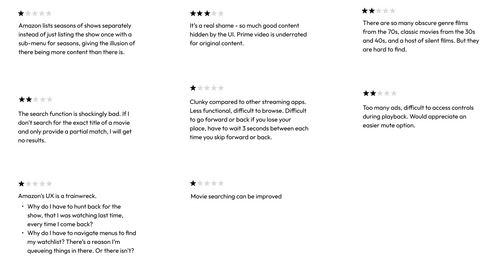 Amazon lists seasons of shows separately
instead of just listing the show once with a
sub-menu for seasons, giving the illusion of
there being more content than there is.
It's a real shame - so much good content
hidden by the UI. Prime video is underrated
for original content.
There are so many obscure genre films
from the 70s, classic movies from the 30s
and 40s, and a host of silent films. But they
are hard to find.
The search function is shockingly bad. If I
don't search for the exact title of a movie
and only provide a partial match, I will get
no results.
Clunky compared to other streaming apps.
Less functional, difficult to browse. Difficult
to go forward or back if you lose your
place, have to wait 3 seconds between each
time you skip forward or back.
Too many ads, difficult to access controls
during playback. Would appreciate an
easier mute option.
Amazon's UX is a trainwreck.
• Why do I have to hunt back for the
show, that I was watching last time,
every time I come back?
• Why do I have to navigate menus to find
my watchlist? There's a reason I'm
queueing things in there. Or there isn't?
Movie searching can be improved